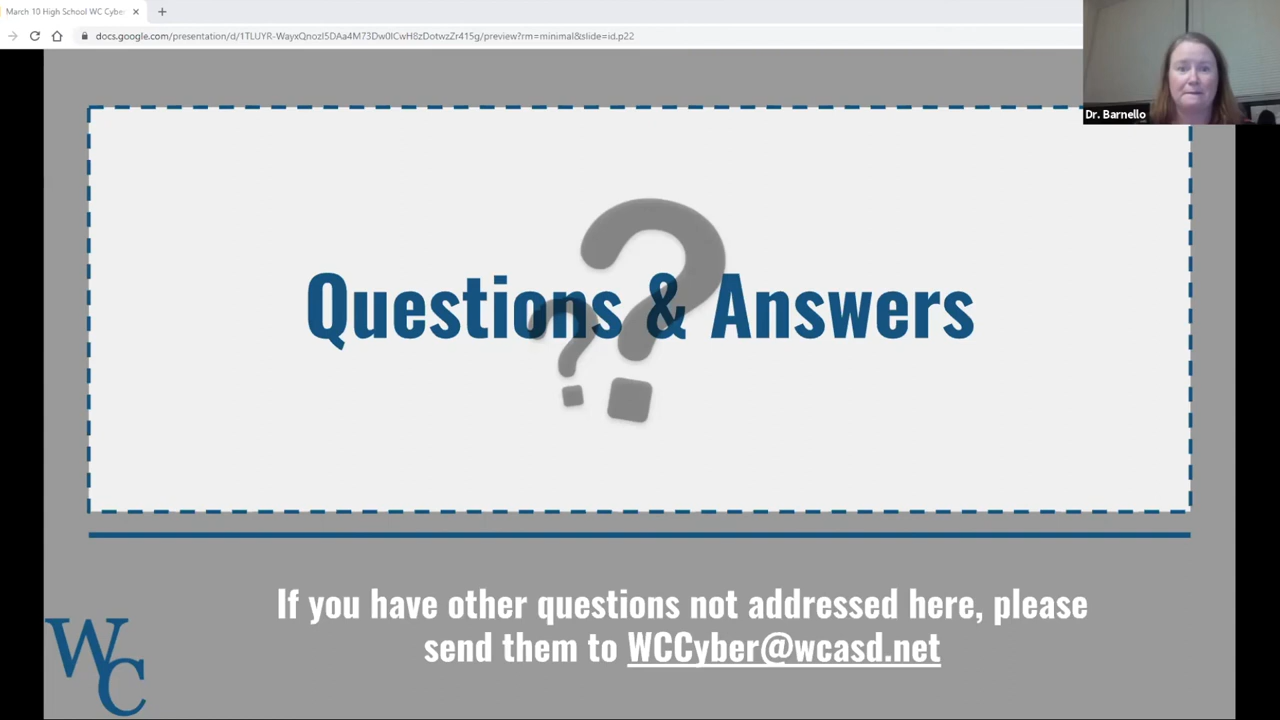 March 10 High School WC Cyber
docs.google.com/presentation/d/1TLUYR-WayxQnozI5DAa4M73Dw0ICwH8zDotwzZr415g/preview?rm=minimal&slide=id.p22
Dr. Barnello
Questions & Answers
If you have other questions not addressed here, please
send them to WCCyber@wcasd.net
WC